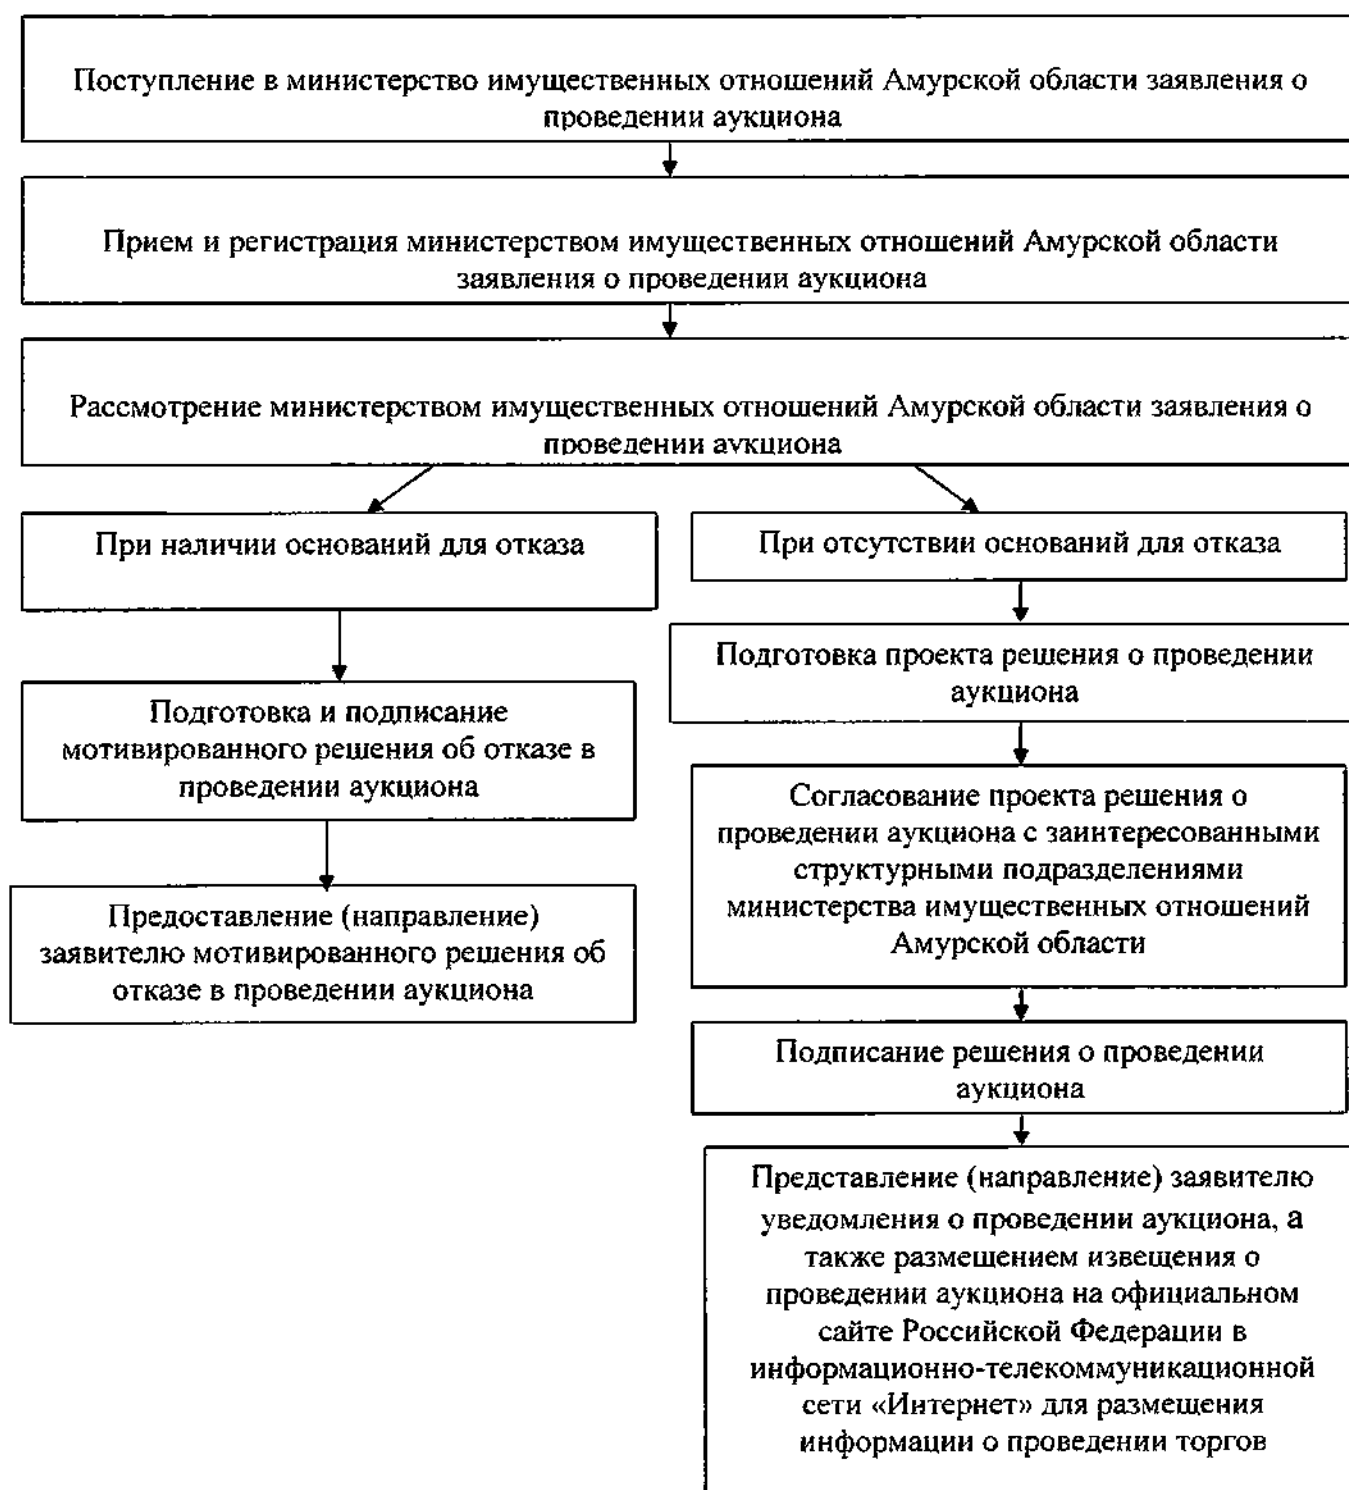 Поступление в министерство имущественных отношений Амурской области заявления о
проведении аукциона
Прием и регистрация министерством имущественных отношений Амурской области
заявления о проведении аукциона
Рассмотрение министерством имущественных отношений Амурской области заявления о
проведении аукциона
При наличии оснований для отказа
Подготовка и подписание
мотивированного решения об отказе в
проведении аукциона
Предоставление (направление)
заявителю мотивированного решения об
отказе в проведении аукциона
При отсутствии оснований для отказа
Подготовка проекта решения о проведении
аукциона
Согласование проекта решения о
проведении аукциона с заинтересованными
структурными подразделениями
министерства имущественных отношений
Амурской области
Подписание решения о проведении
аукциона
Представление (направление) заявителю
уведомления о проведении аукциона, а
также размещением извещения о
проведении аукциона на официальном
сайте Российской Федерации в
информационно-телекоммуникационной
сети «Интернет» для размещения
информации о проведении торгов